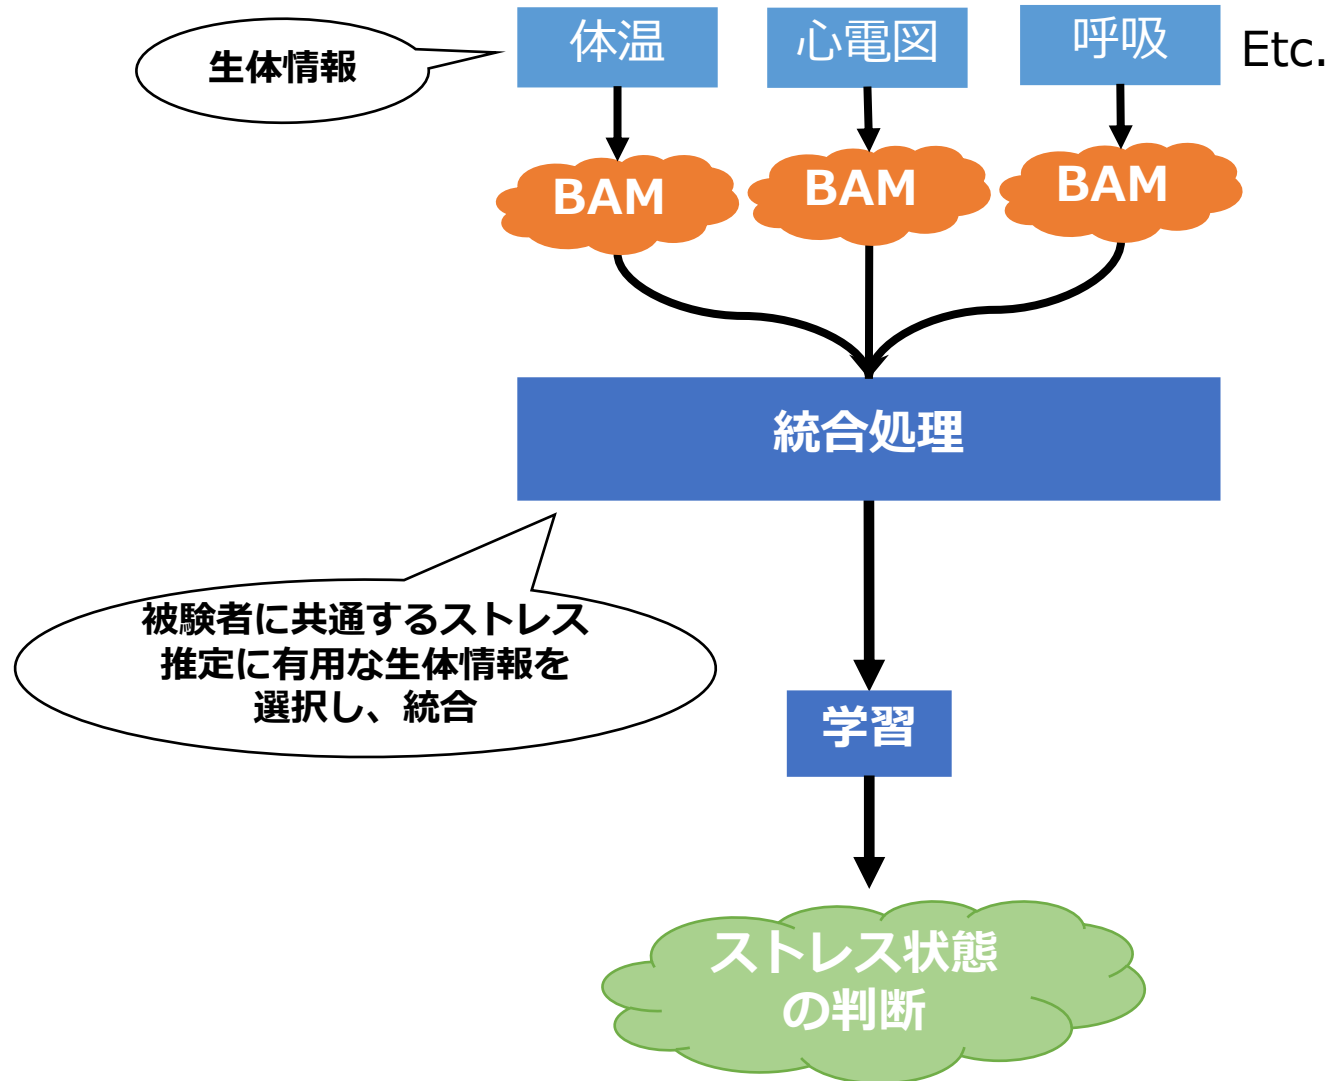 生体情報
体温
心電図
呼吸
Etc.
BAM
BAM
BAM
統合処理
被験者に共通するストレス
推定に有用な生体情報を
選択し、統合
学習
ストレス状態
の判断